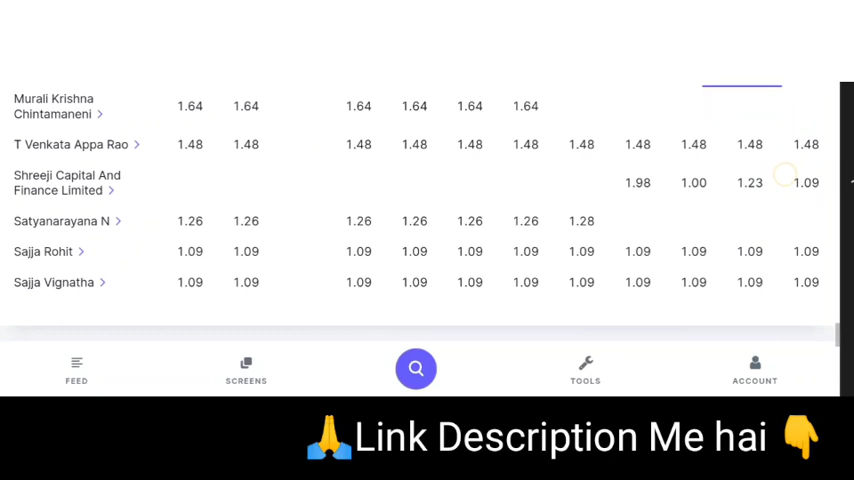 Murali Krishna
Chintamaneni > 1.64 1.64 1.64 1.64 1.64 1.64
T Venkata Appa Rao > 1.48 1.48 1.48 1.48 1.48 1.48 1.48 1.48 1.48 1.48 1.48
Shreeji Capital And
Finance Limited > 1.98 1.00 1.23 1.09
Satyanarayana N > 1.26 1.26 1.26 1.26 1.26 1.26 1.28
Sajja Rohit > 1.09 1.09 1.09 1.09 1.09 1.09 1.09 1.09 1.09 1.09 1.09
Sajja Vignatha > 1.09 1.09 1.09 1.09 1.09 1.09 1.09 1.09 1.09 1.09 1.09
FEED SCREENS TOOLS ACCOUNT
🙏Link Description Me hai 👇